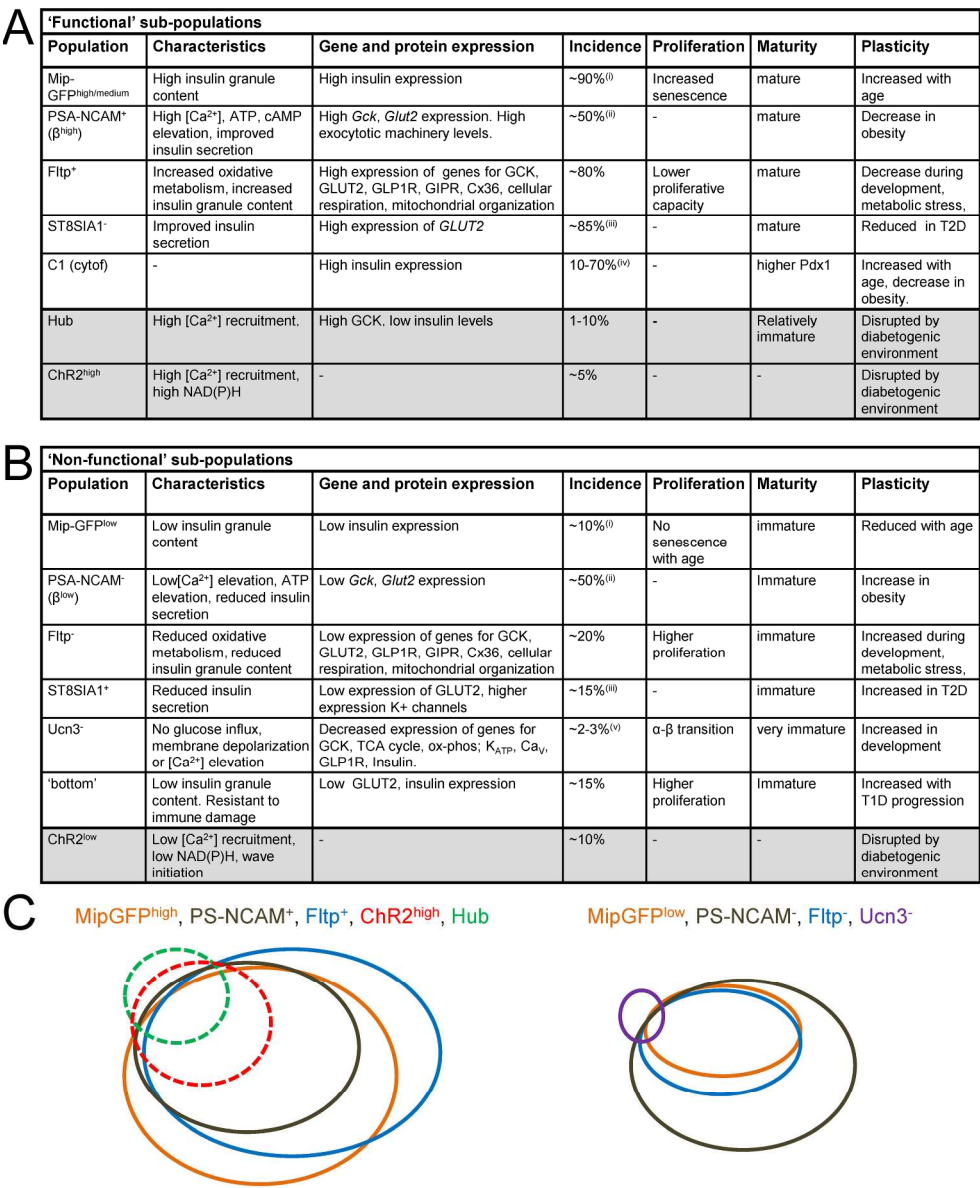 A
'Functional' sub-populations
Population Characteristics Gene and protein expression Incidence Proliferation Maturity Plasticity
Mip-GFPhigh/medium High insulin granule content High insulin expression ~90%(i) Increased senescence mature Increased with age
PSA-NCAM+ (βhigh) High [Ca2+], ATP, cAMP elevation, improved insulin secretion High Gck, Glut2 expression. High exocytotic machinery levels. ~50%(ii) - mature Decrease in obesity
Fltp+ Increased oxidative metabolism, increased insulin granule content High expression of genes for GCK, GLUT2, GLP1R, GIPR, Cx36, cellular respiration, mitochondrial organization ~80% Lower proliferative capacity mature Decrease during development, metabolic stress,
ST8SIA1- Improved insulin secretion High expression of GLUT2 ~85%(iii) - mature Reduced in T2D
C1 (cytof) - High insulin expression 10-70%(iv) - higher Pdx1 Increased with age, decrease in obesity.
Hub High [Ca2+] recruitment, High GCK, low insulin levels 1-10% - Relatively immature Disrupted by diabetogenic environment
ChR2high High [Ca2+] recruitment, high NAD(P)H - ~5% - - Disrupted by diabetogenic environment
B
'Non-functional' sub-populations
Population Characteristics Gene and protein expression Incidence Proliferation Maturity Plasticity
Mip-GFPlow Low insulin granule content Low insulin expression ~10%(i) No senescence with age immature Reduced with age
PSA-NCAM- (βlow) Low[Ca2+] elevation, ATP elevation, reduced insulin secretion Low Gck, Glut2 expression ~50%(ii) - Immature Increase in obesity
Fltp- Reduced oxidative metabolism, reduced insulin granule content Low expression of genes for GCK, GLUT2, GLP1R, GIPR, Cx36, cellular respiration, mitochondrial organization ~20% Higher proliferation immature Increased during development, metabolic stress,
ST8SIA1+ Reduced insulin secretion Low expression of GLUT2, higher expression K+ channels ~15%(iii) - immature Increased in T2D
Ucn3- No glucose influx, membrane depolarization or [Ca2+] elevation Decreased expression of genes for GCK, TCA cycle, ox-phos; KATP, CaV, GLP1R, Insulin. ~2-3%(v) α-β transition very immature Increased in development
'bottom' Low insulin granule content. Resistant to immune damage Low GLUT2, insulin expression ~15% Higher proliferation Immature Increased with T1D progression
ChR2low Low [Ca2+] recruitment, low NAD(P)H, wave initiation - ~10% - - Disrupted by diabetogenic environment
C
MipGFPhigh, PS-NCAM+, Fltp+, ChR2high, Hub
MipGFPlow, PS-NCAM-, Fltp-, Ucn3-